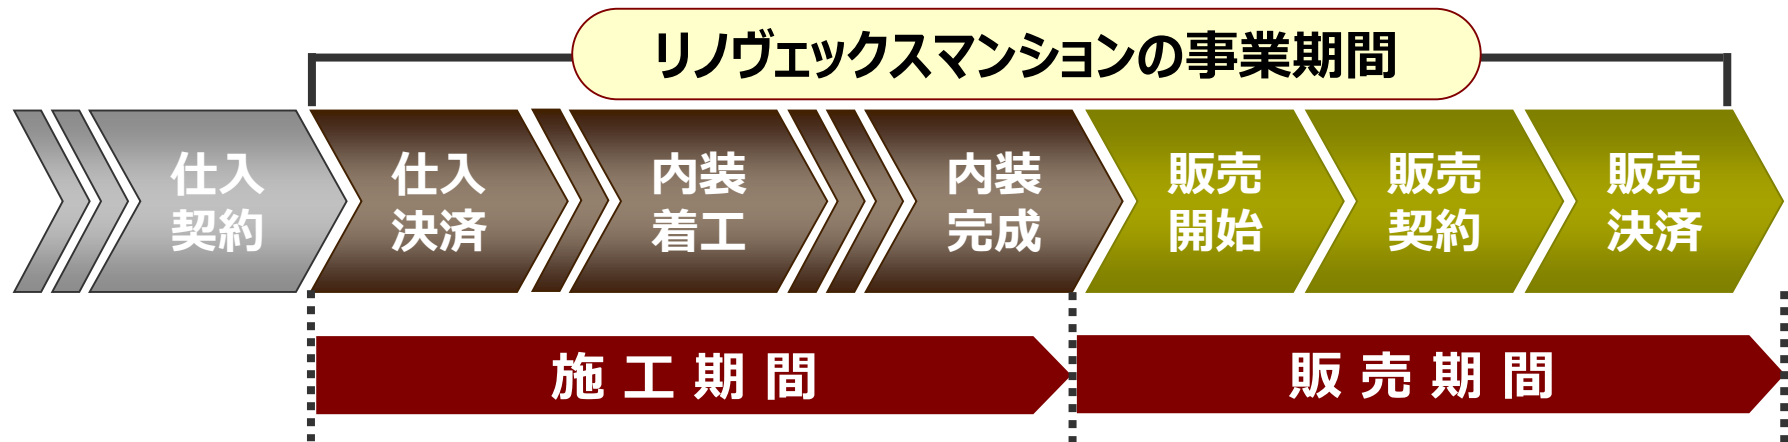 リノヴェックスマンションの事業期間
仕入
契約
仕入
決済
内装
着工
内装
完成
販売
開始
販売
契約
販売
決済
施工期間
販売期間